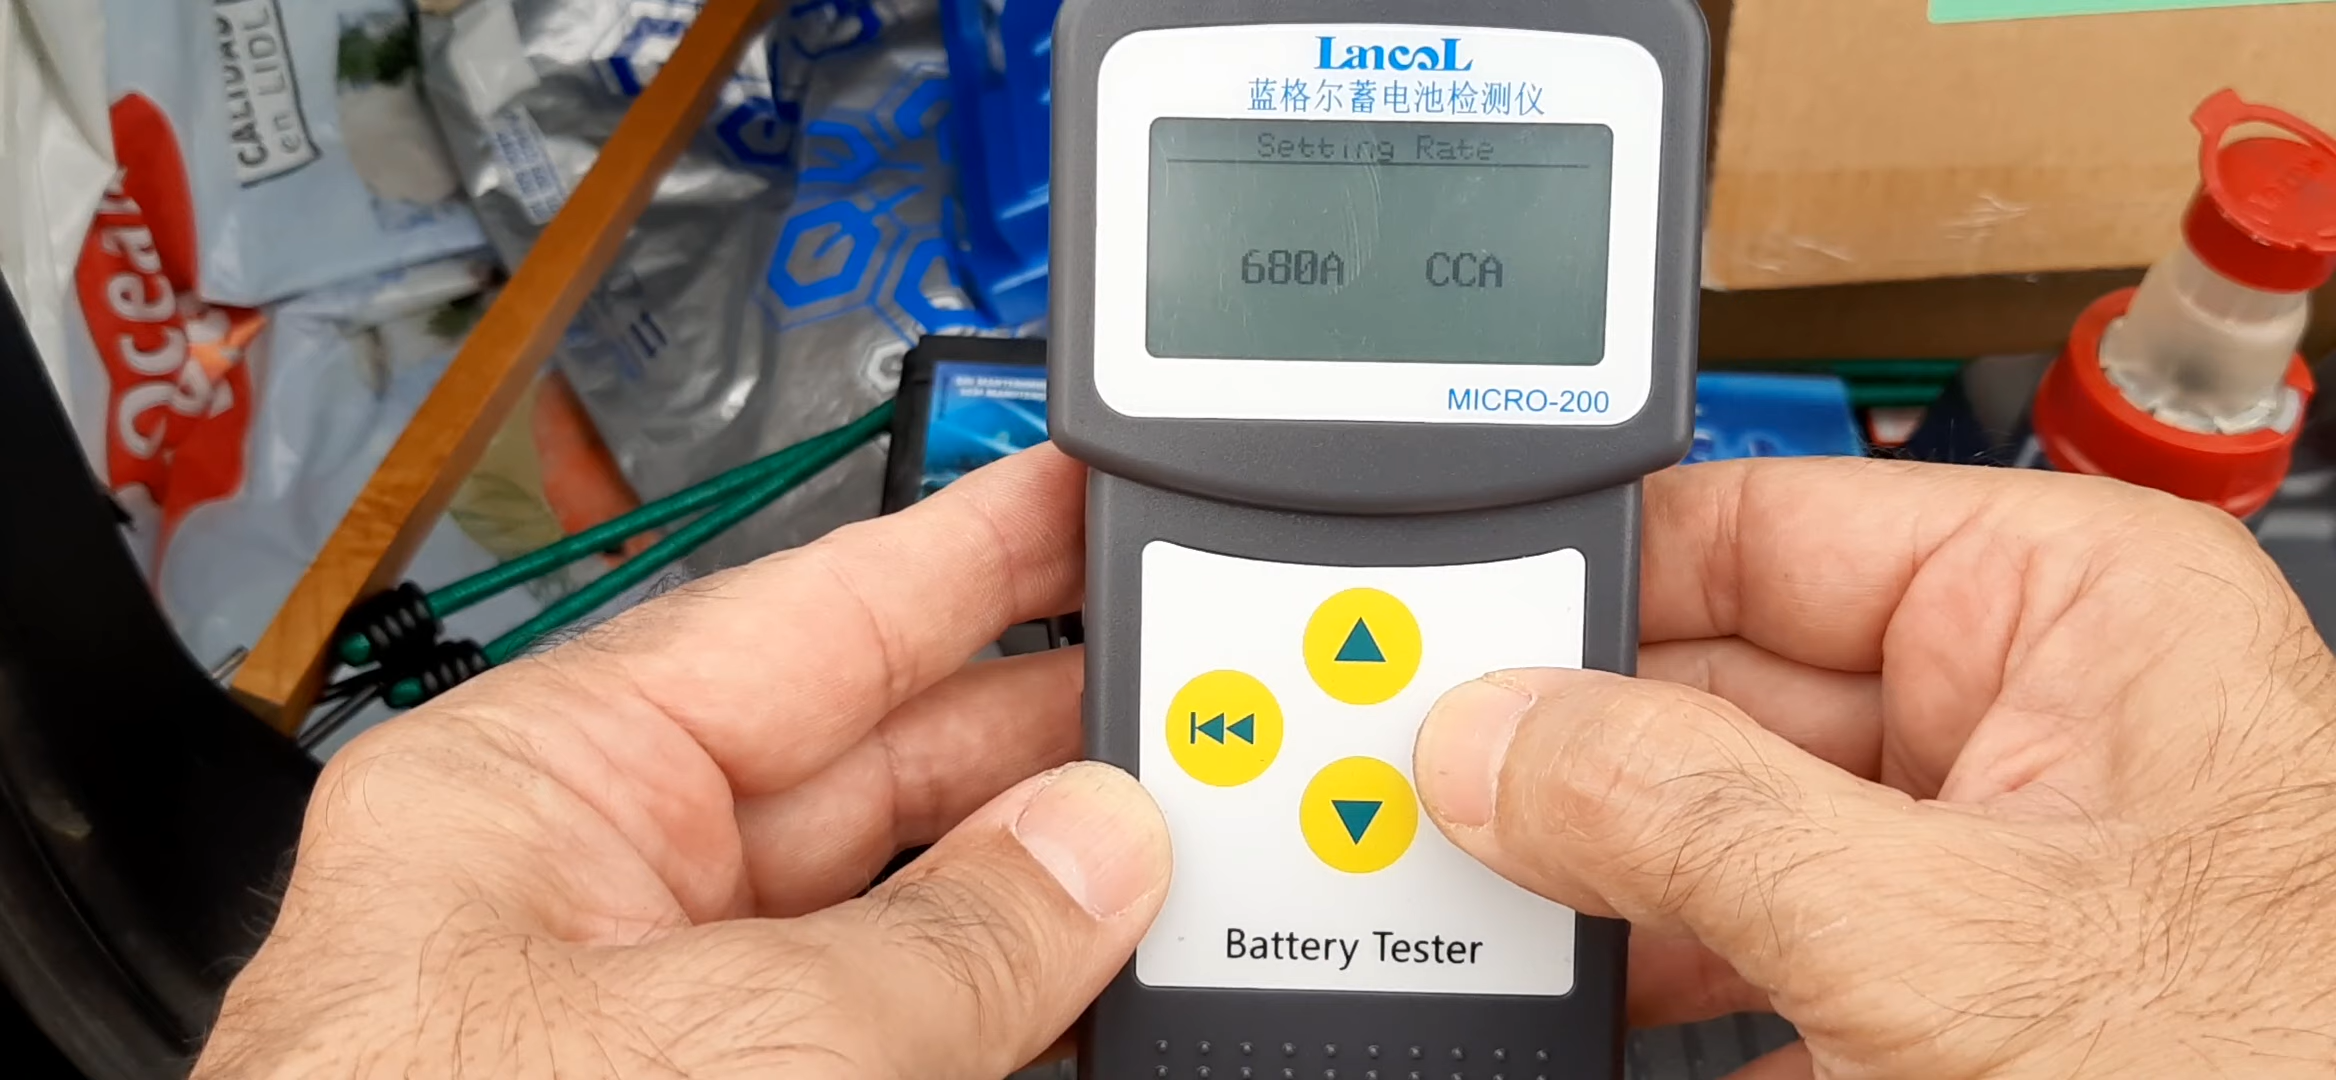 CALIDAD
en LIDL
Ocean
LancoL
蓝格尔蓄电池检测仪
Setting Rate
680A CCA
MICRO-200
Battery Tester